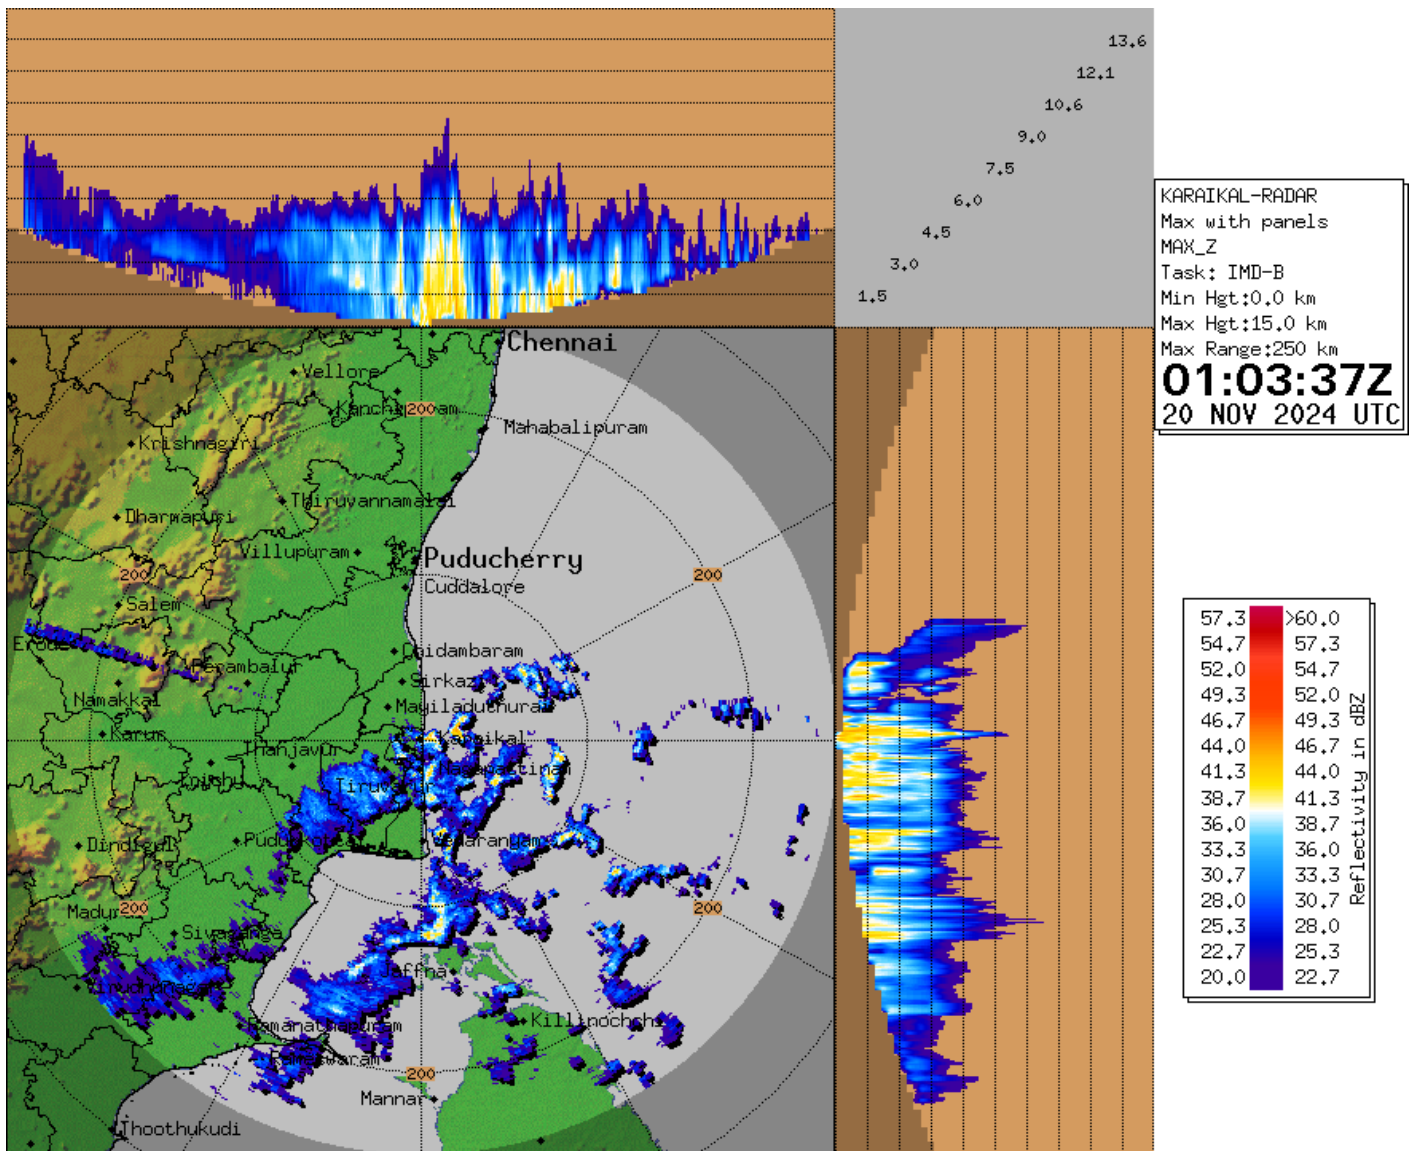 13.6
12.1
10.6
9.0
7.5
6.0
4.5
3.0
1.5
KARAIKAL-RADAR
Max with panels
MAX_Z
Task: IMD-B
Min Hgt:0.0 km
Max Hgt:15.0 km
Max Range:250 km
01:03:37Z
20 NOV 2024 UTC
Chennai
Vellore
200
Mahabalipuram
Krishnagiri
Thiruvannamalai
Dharmapuri
Villupuram
Puducherry
200
200
Cuddalore
Salem
Erode
Chidambaram
Perambalur
Sirkazi
Namakkal
Mayiladuthurai
Karur
Karaikal
Thanjavur
Nagapattinam
Dindigul
200
200
Sivaganga
Jaffna
Virudhunagar
Ramanathapuram
Killinochchi
Rameswaram
200
Mannar
Thoothukudi
57.3 >60.0
54.7 57.3
52.0 54.7
49.3 52.0
46.7 49.3
44.0 46.7
41.3 44.0
38.7 41.3
36.0 38.7
33.3 36.0
30.7 33.3
28.0 30.7
25.3 28.0
22.7 25.3
20.0 22.7
Reflectivity in dBZ